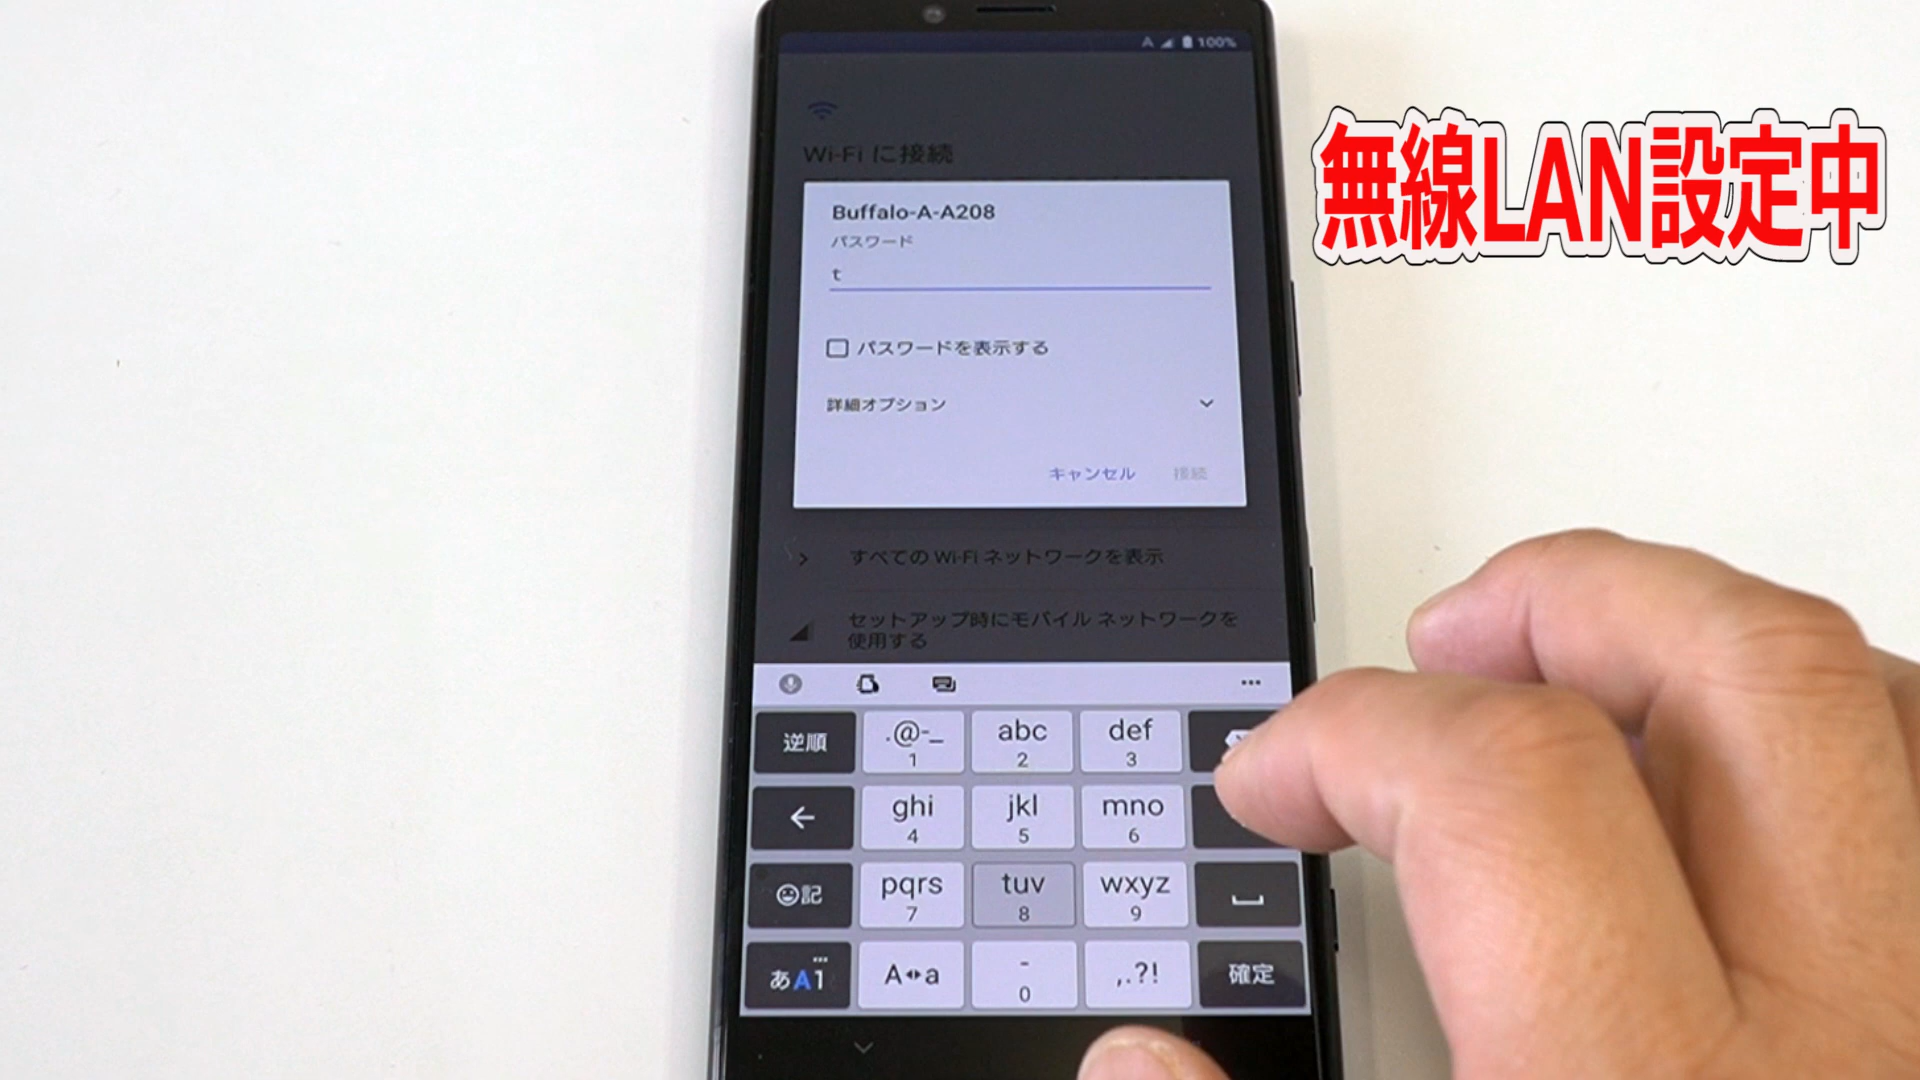 100%
Wi-Fi に接続
無線LAN設定中
Buffalo-A-A208
パスワード
t
パスワードを表示する
詳細オプション
キャンセル 接続
すべての Wi-Fi ネットワークを表示
セットアップ時にモバイル ネットワークを
使用する
逆順 .@-_ 1 abc 2 def 3
ghi 4 jkl 5 mno 6
記 pqrs 7 tuv 8 wxyz 9
あA1 A a - 0 ,.?! 確定